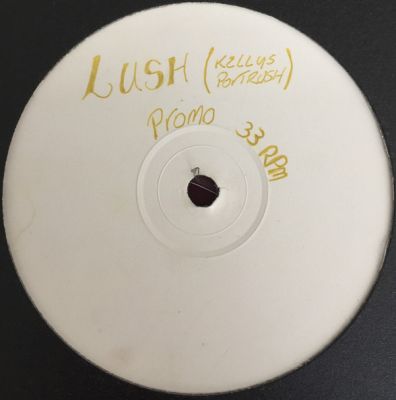 LUSH (KELLYS
PORTRUSH)
Promo
33 RPM